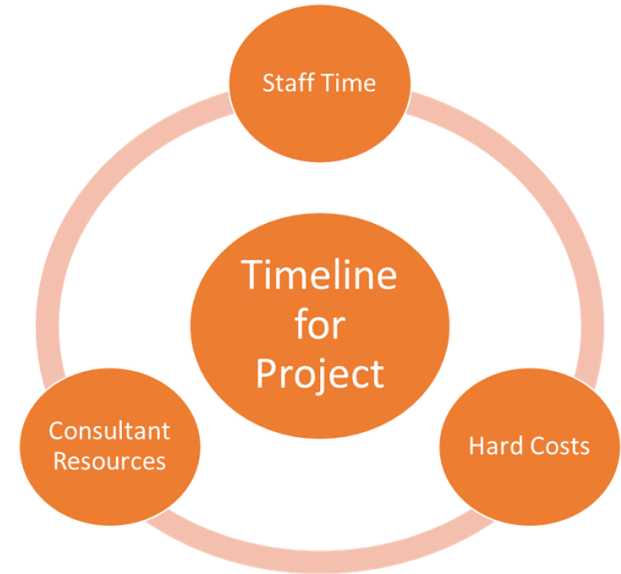 Staff Time
Timeline
for
Project
Consultant
Resources
Hard Costs